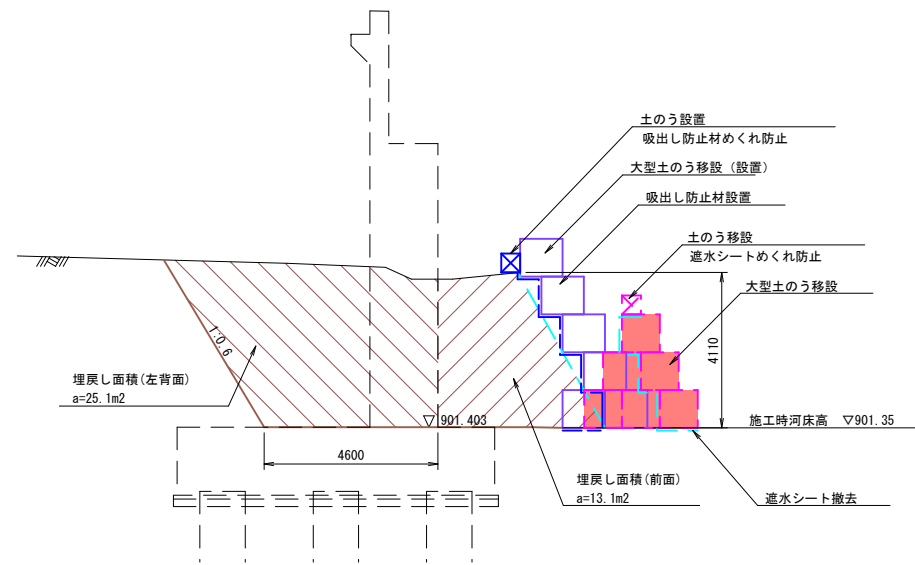 土のう設置
吸出し防止材めくれ防止
大型土のう移設（設置）
吸出し防止材設置
土のう移設
遮水シートめくれ防止
大型土のう移設
1:0.6
4110
埋戻し面積(左背面)
a=25.1m2
▽901.403
施工時河床高 ▽901.35
4600
埋戻し面積(前面)
a=13.1m2
遮水シート撤去